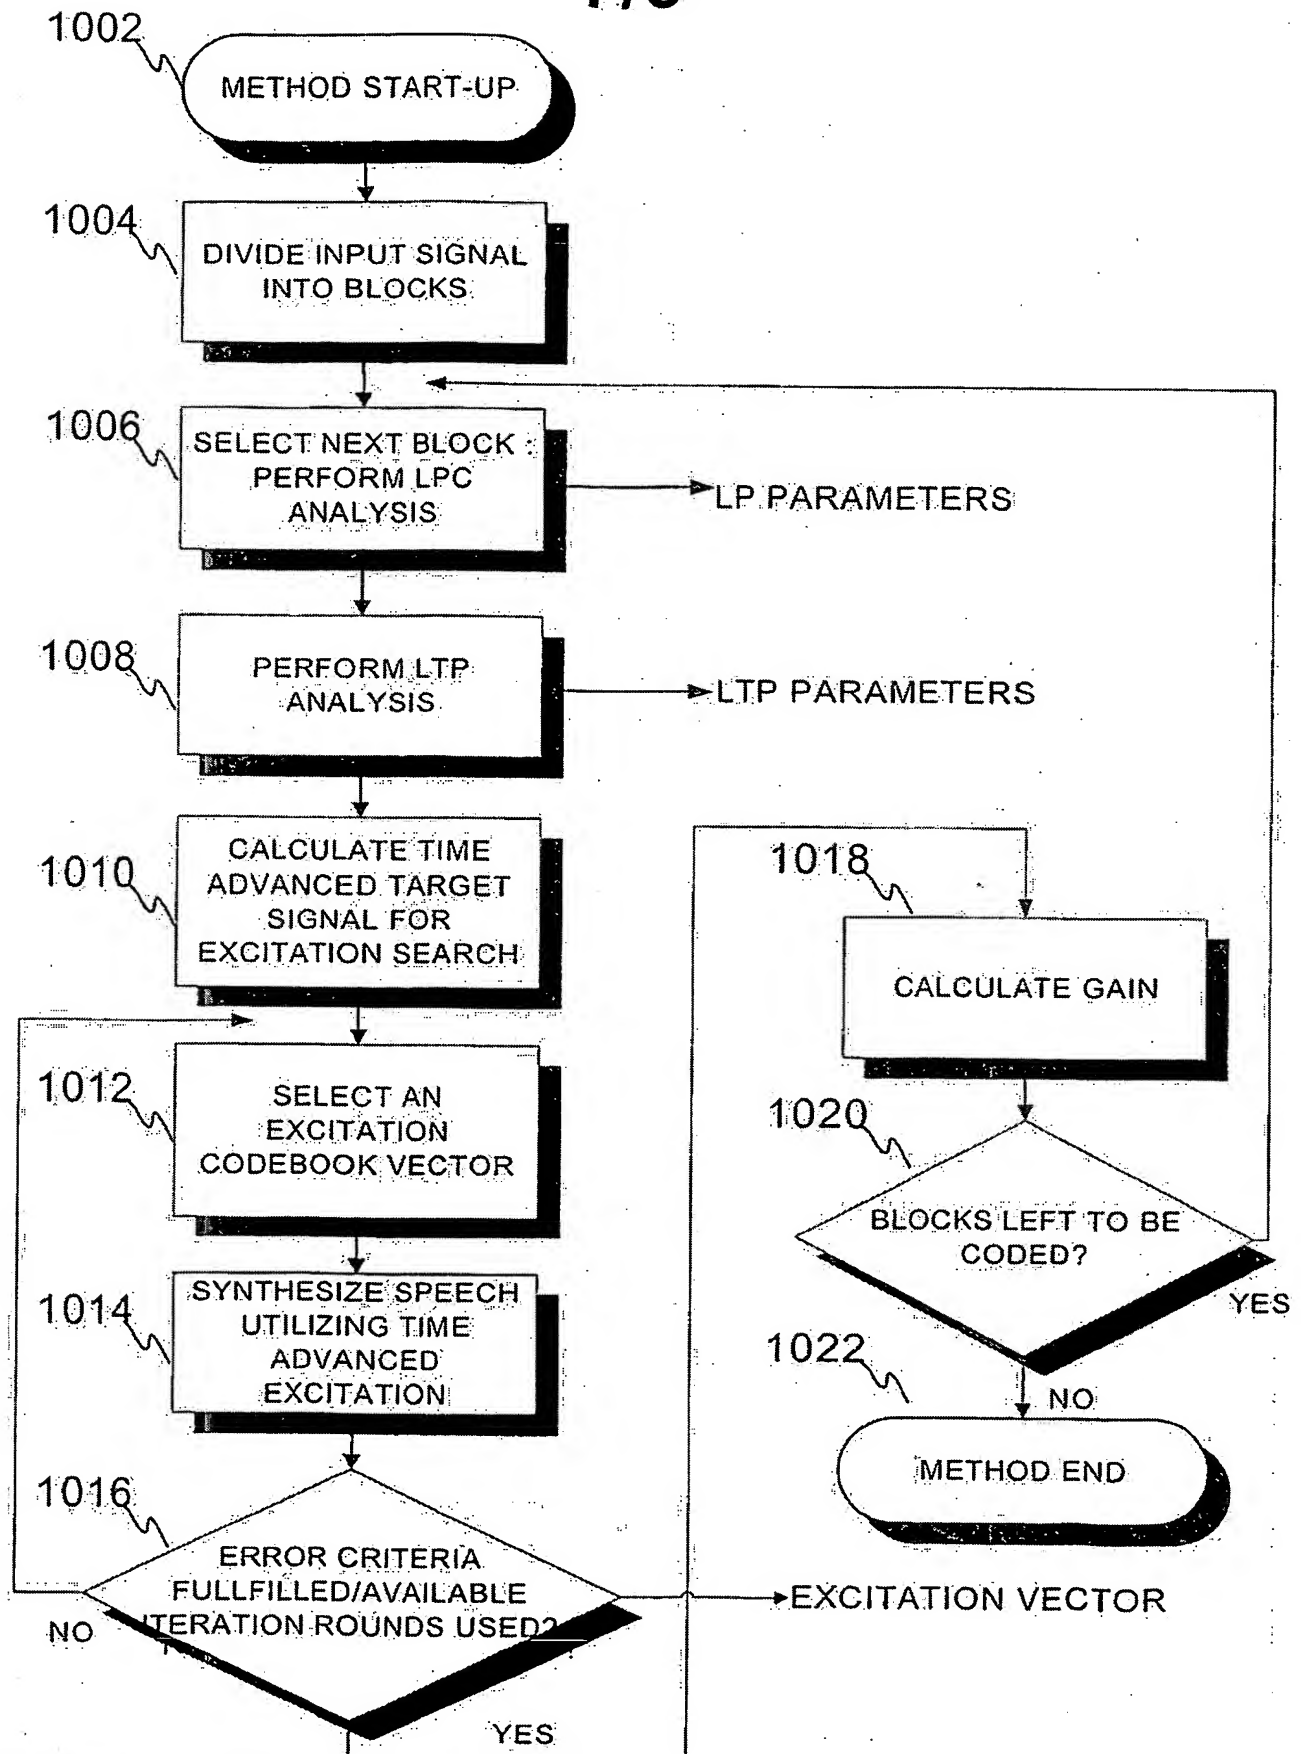 1002
METHOD START-UP
1004
DIVIDE INPUT SIGNAL
INTO BLOCKS
1006
SELECT NEXT BLOCK :
PERFORM LPC
ANALYSIS
LP PARAMETERS
1008
PERFORM LTP
ANALYSIS
LTP PARAMETERS
1010
CALCULATE TIME
ADVANCED TARGET
SIGNAL FOR
EXCITATION SEARCH
1012
SELECT AN
EXCITATION
CODEBOOK VECTOR
1014
SYNTHESIZE SPEECH
UTILIZING TIME
ADVANCED
EXCITATION
1016
ERROR CRITERIA
FULLFILLED/AVAILABLE
ITERATION ROUNDS USED?
NO
YES
EXCITATION VECTOR
1018
CALCULATE GAIN
1020
BLOCKS LEFT TO BE
CODED?
YES
NO
1022
METHOD END